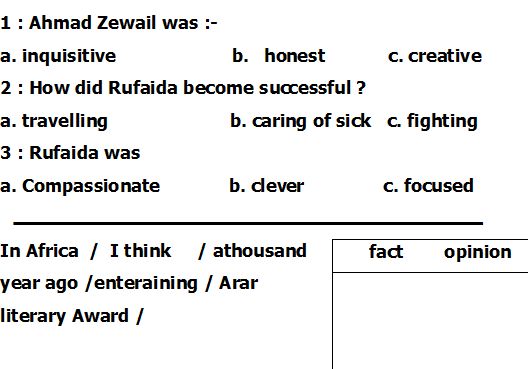 1 : Ahmad Zewail was :-
a. inquisitive b. honest c. creative
2 : How did Rufaida become successful ?
a. travelling b. caring of sick c. fighting
3 : Rufaida was
a. Compassionate b. clever c. focused
In Africa / I think / athousand
year ago /enteraining / Arar
literary Award /
fact opinion